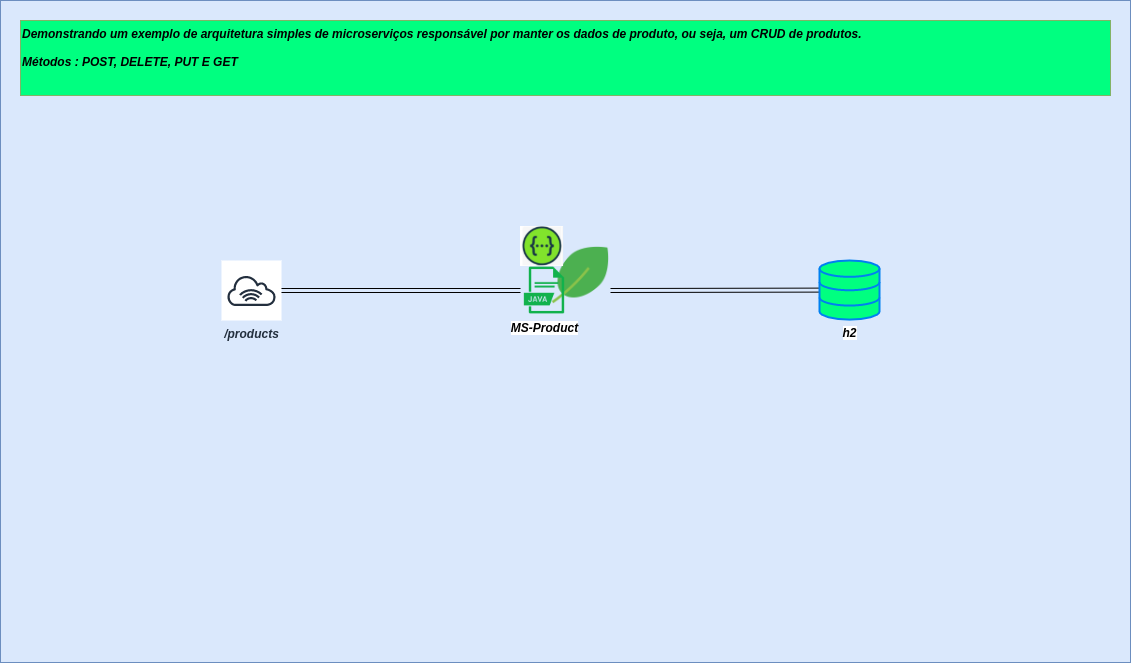 Demonstrando um exemplo de arquitetura simples de microserviços responsável por manter os dados de produto, ou seja, um CRUD de produtos.
Métodos : POST, DELETE, PUT E GET
{...}
JAVA
/products
MS-Product
h2